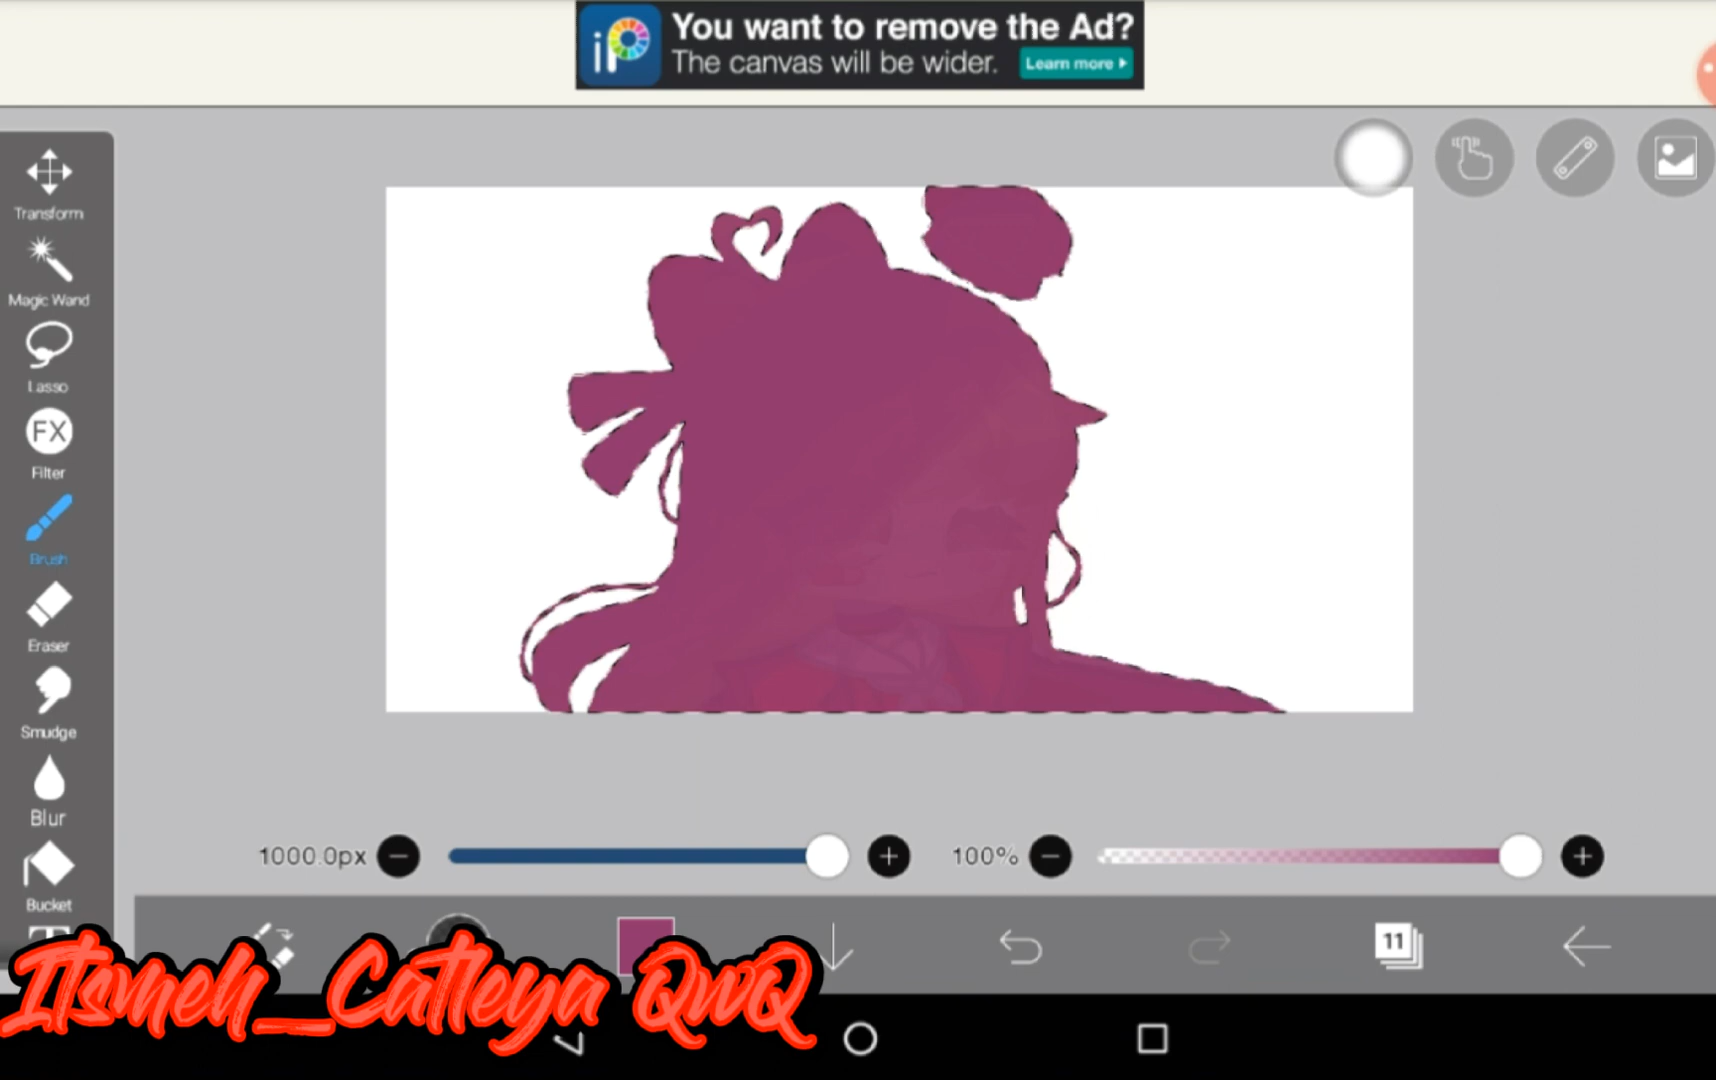 iP
You want to remove the Ad?
The canvas will be wider.
Learn more
Transform
Magic Wand
Lasso
FX
Filter
Brush
Eraser
Smudge
Blur
Bucket
1000.0px
100%
11
Itsmeh_Catleya QwQ